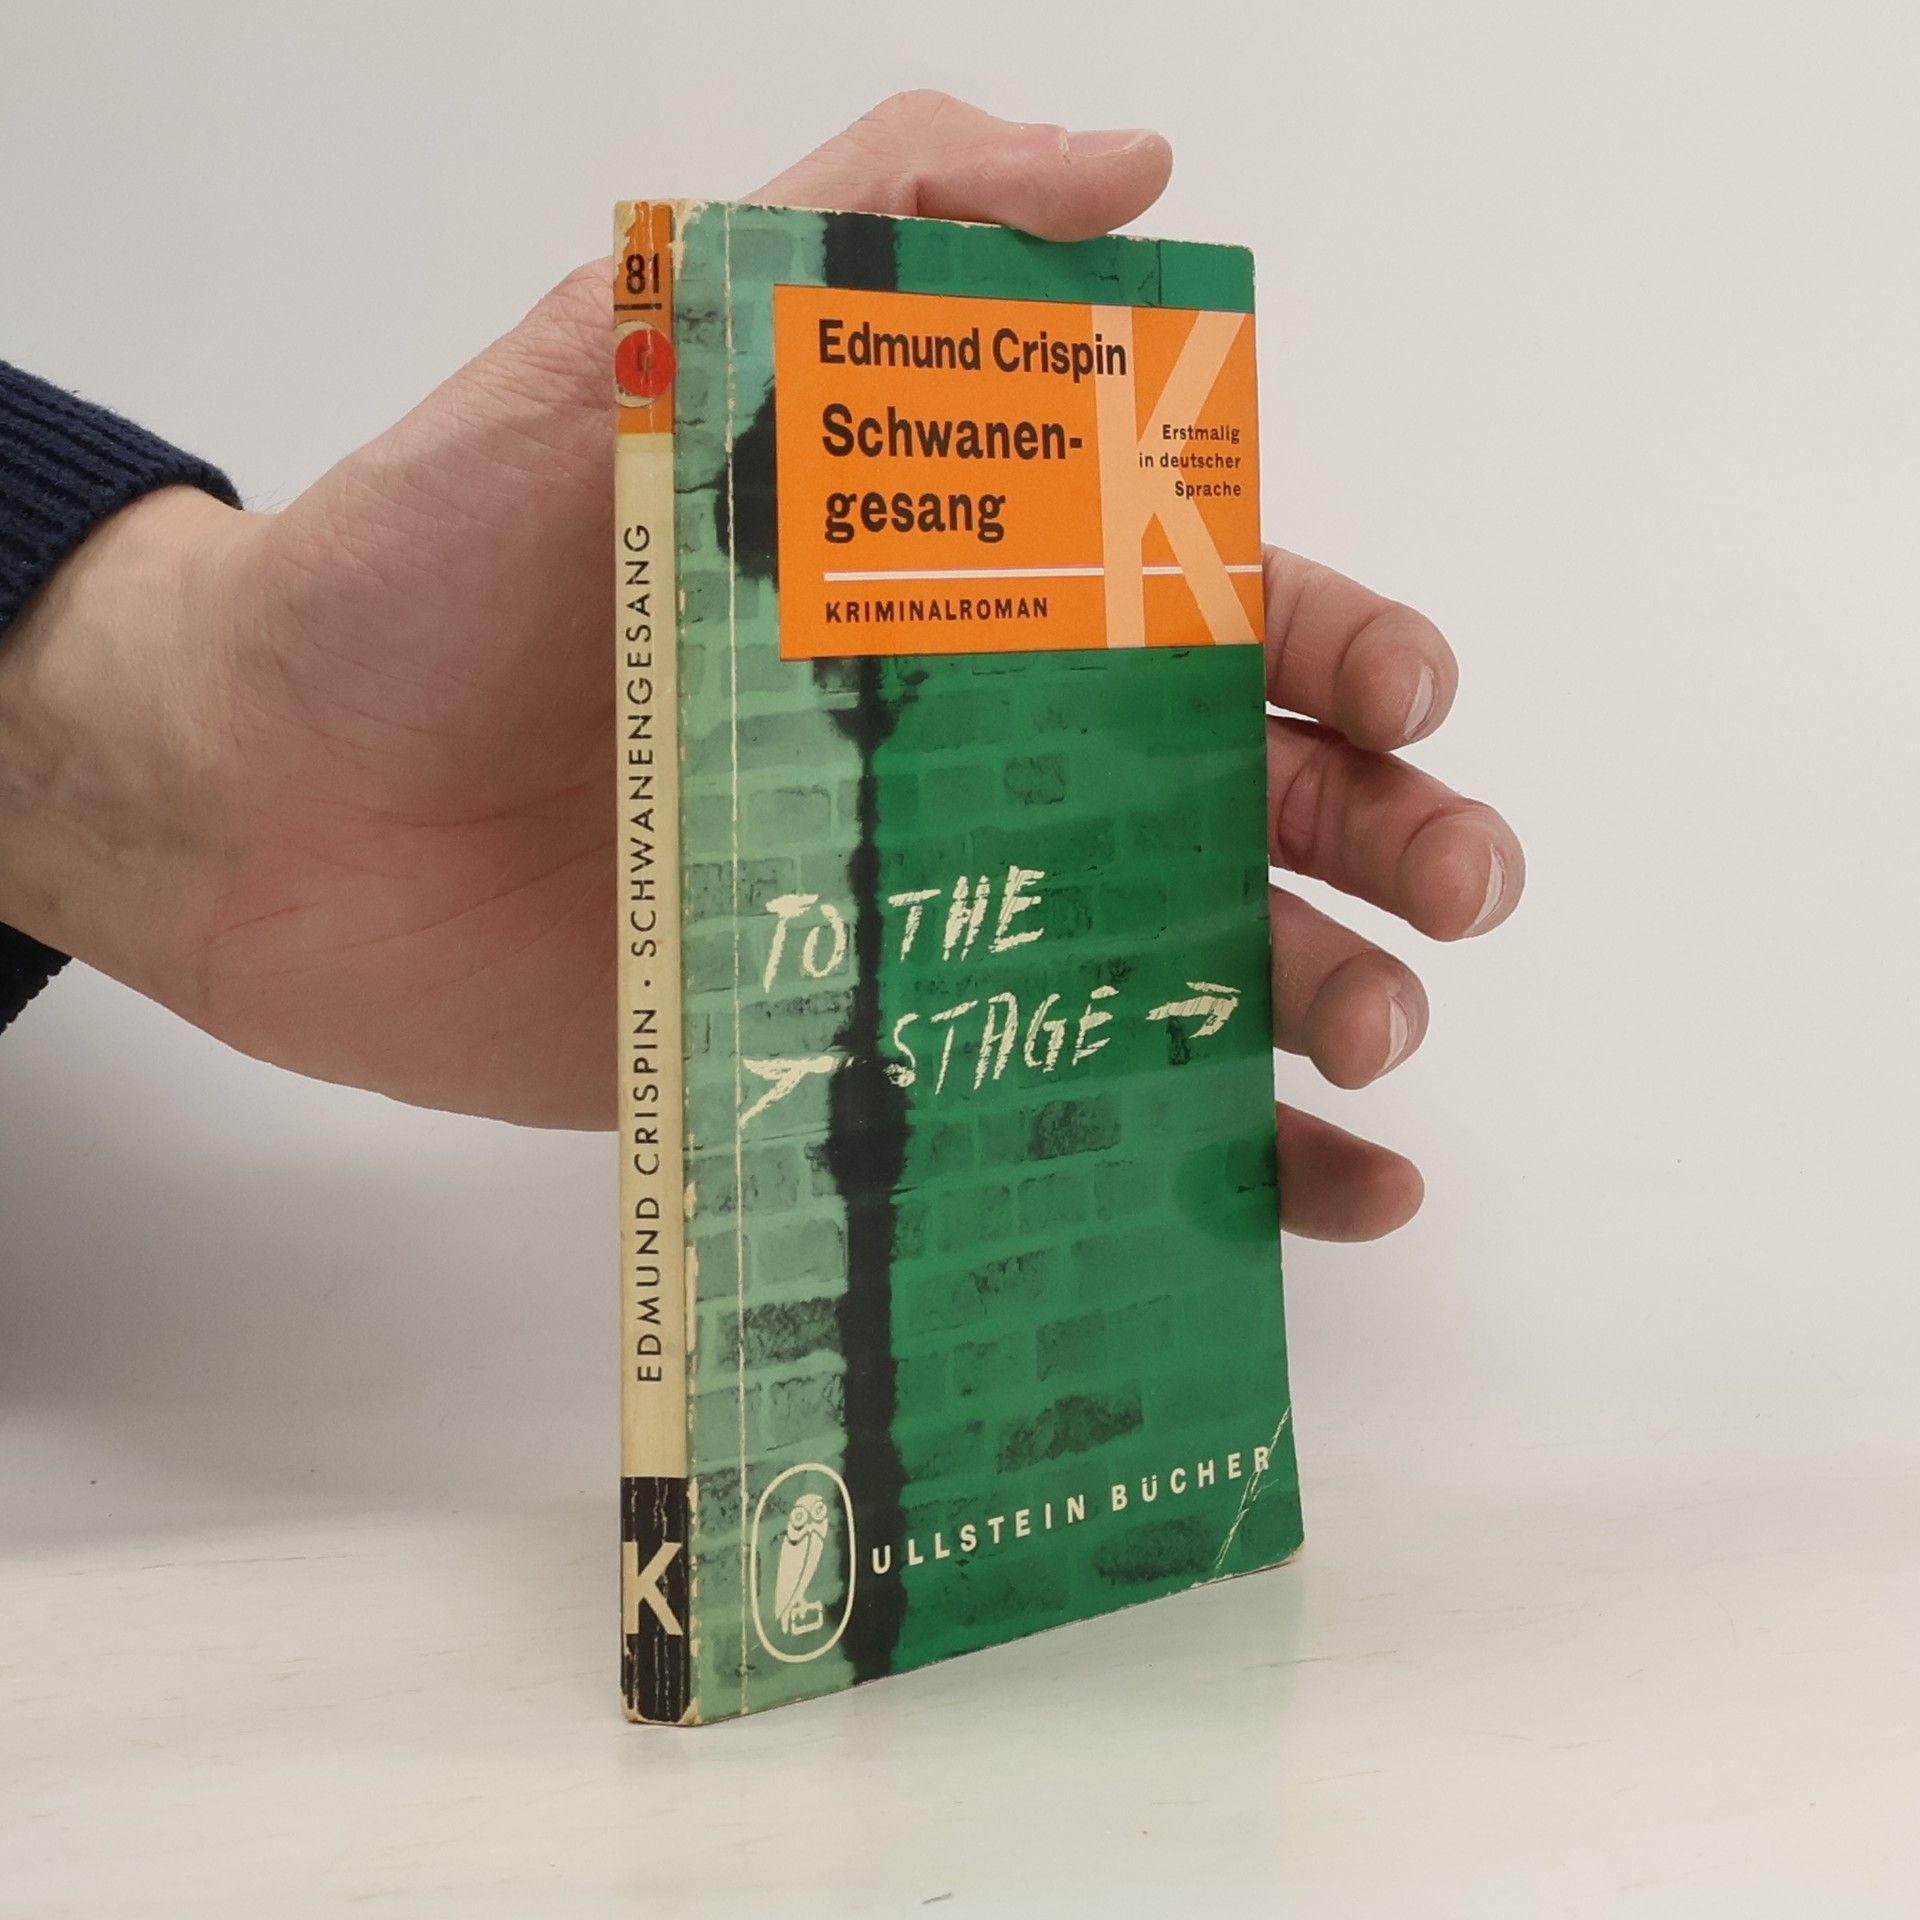 81
EDMUND CRISPIN · SCHWANENGESANG
K
Edmund Crispin
Schwanen-
gesang
K
Erstmalig
in deutscher
Sprache
KRIMINALROMAN
TO THE
STAGE →
ULLSTEIN BÜCHER